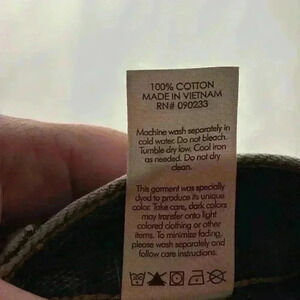 100% COTTON
MADE IN VIETNAM
RN# 090233
Machine wash separately in
cold water. Do not bleach.
Tumble dry low. Cool iron
as needed. Do not dry
clean.
This garment was specially
dyed to produce its unique
color. Take care, dark colors
may transfer onto light
colored clothing or other
items. To minimize fading,
please wash separately and
follow care instructions.